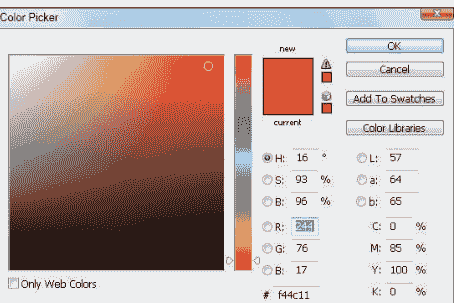 Color Picker
new
current
OK
Cancel
Add To Swatches
Color Libraries
H: 16 °
S: 93 %
B: 96 %
R: 244
G: 76
B: 17
# f44c11
L: 57
a: 64
b: 65
C: 0 %
M: 85 %
Y: 100 %
K: 0 %
Only Web Colors